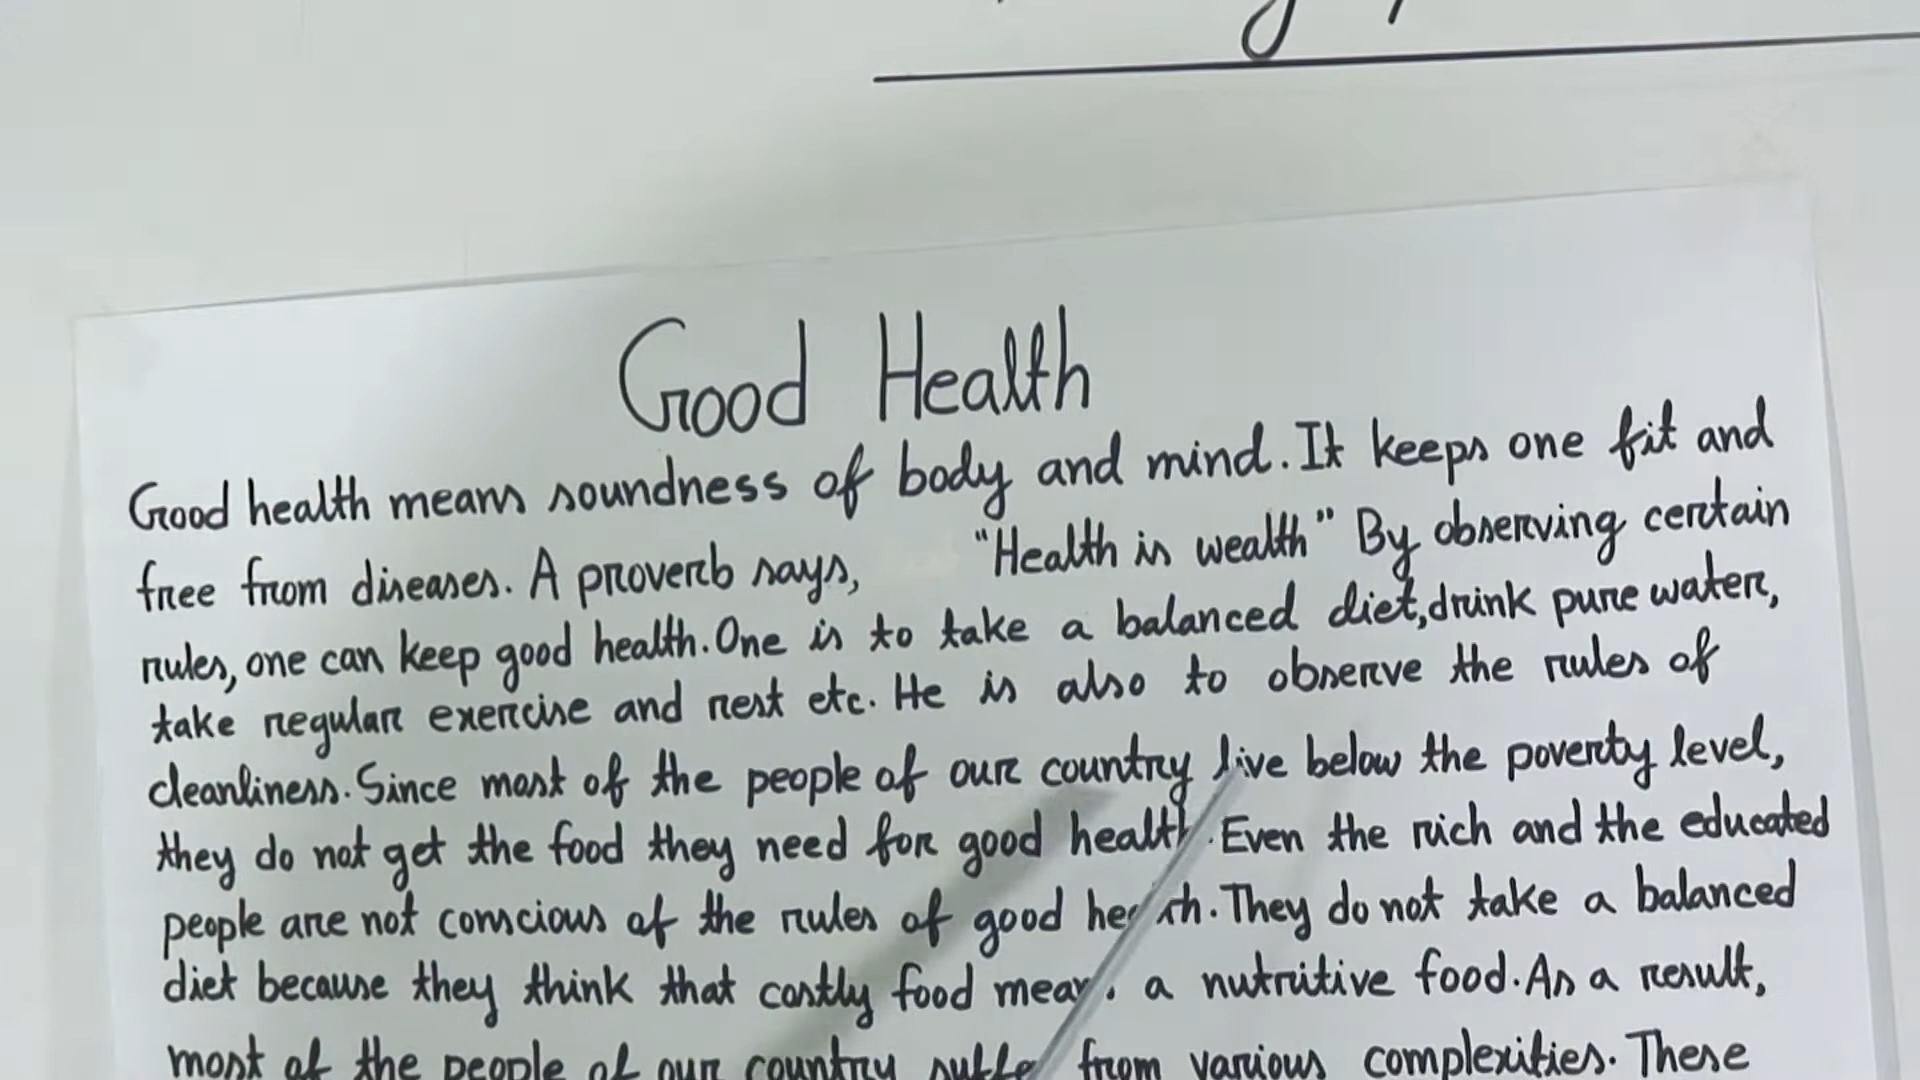 Good Health
Good health means soundness of body and mind. It keeps one fit and
free from diseases. A proverb says, "Health is wealth" By observing certain
rules, one can keep good health. One is to take a balanced diet, drink pure water,
take regular exercise and rest etc. He is also to observe the rules of
cleanliness. Since most of the people of our country live below the poverty level,
they do not get the food they need for good health. Even the rich and the educated
people are not conscious of the rules of good health. They do not take a balanced
diet because they think that costly food means a nutritive food. As a result,
most of the people of our country suffer from various complexities. These